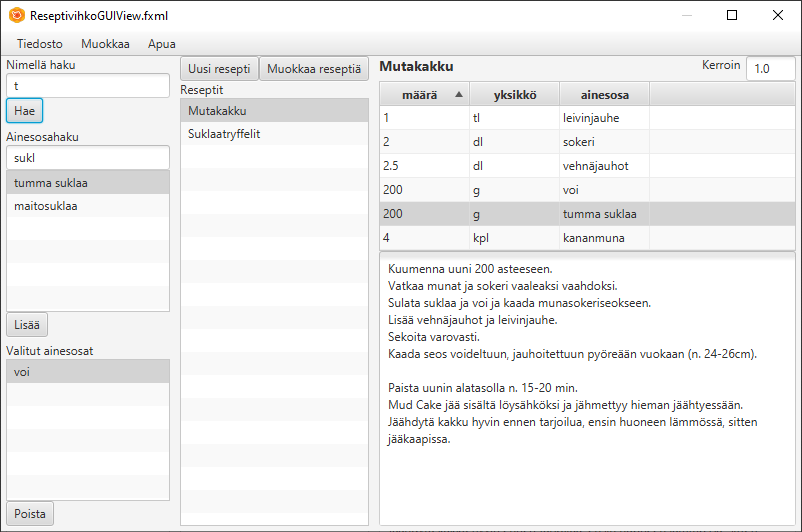 ReseptivihkoGUIView.fxml
Tiedosto Muokkaa Apua
Nimellä haku
t
Hae
Ainesosahaku
sukl
tumma suklaa
maitosuklaa
Lisää
Valitut ainesosat
voi
Poista
Uusi resepti Muokkaa reseptiä
Reseptit
Mutakakku
Suklaatryffelit
Mutakakku Kerroin 1.0
määrä yksikkö ainesosa
1 tl leivinjauhe
2 dl sokeri
2.5 dl vehnäjauhot
200 g voi
200 g tumma suklaa
4 kpl kananmuna
Kuumenna uuni 200 asteeseen.
Vatkaa munat ja sokeri vaaleaksi vaahdoksi.
Sulata suklaa ja voi ja kaada munasokeriseokseen.
Lisää vehnäjauhot ja leivinjauhe.
Sekoita varovasti.
Kaada seos voideltuun, jauhoitettuun pyöreään vuokaan (n. 24-26cm).
Paista uunin alatasolla n. 15-20 min.
Mud Cake jää sisältä löysähköksi ja jähmettyy hieman jäähtyessään.
Jäähdytä kakku hyvin ennen tarjoilua, ensin huoneen lämmössä, sitten
jääkaapissa.